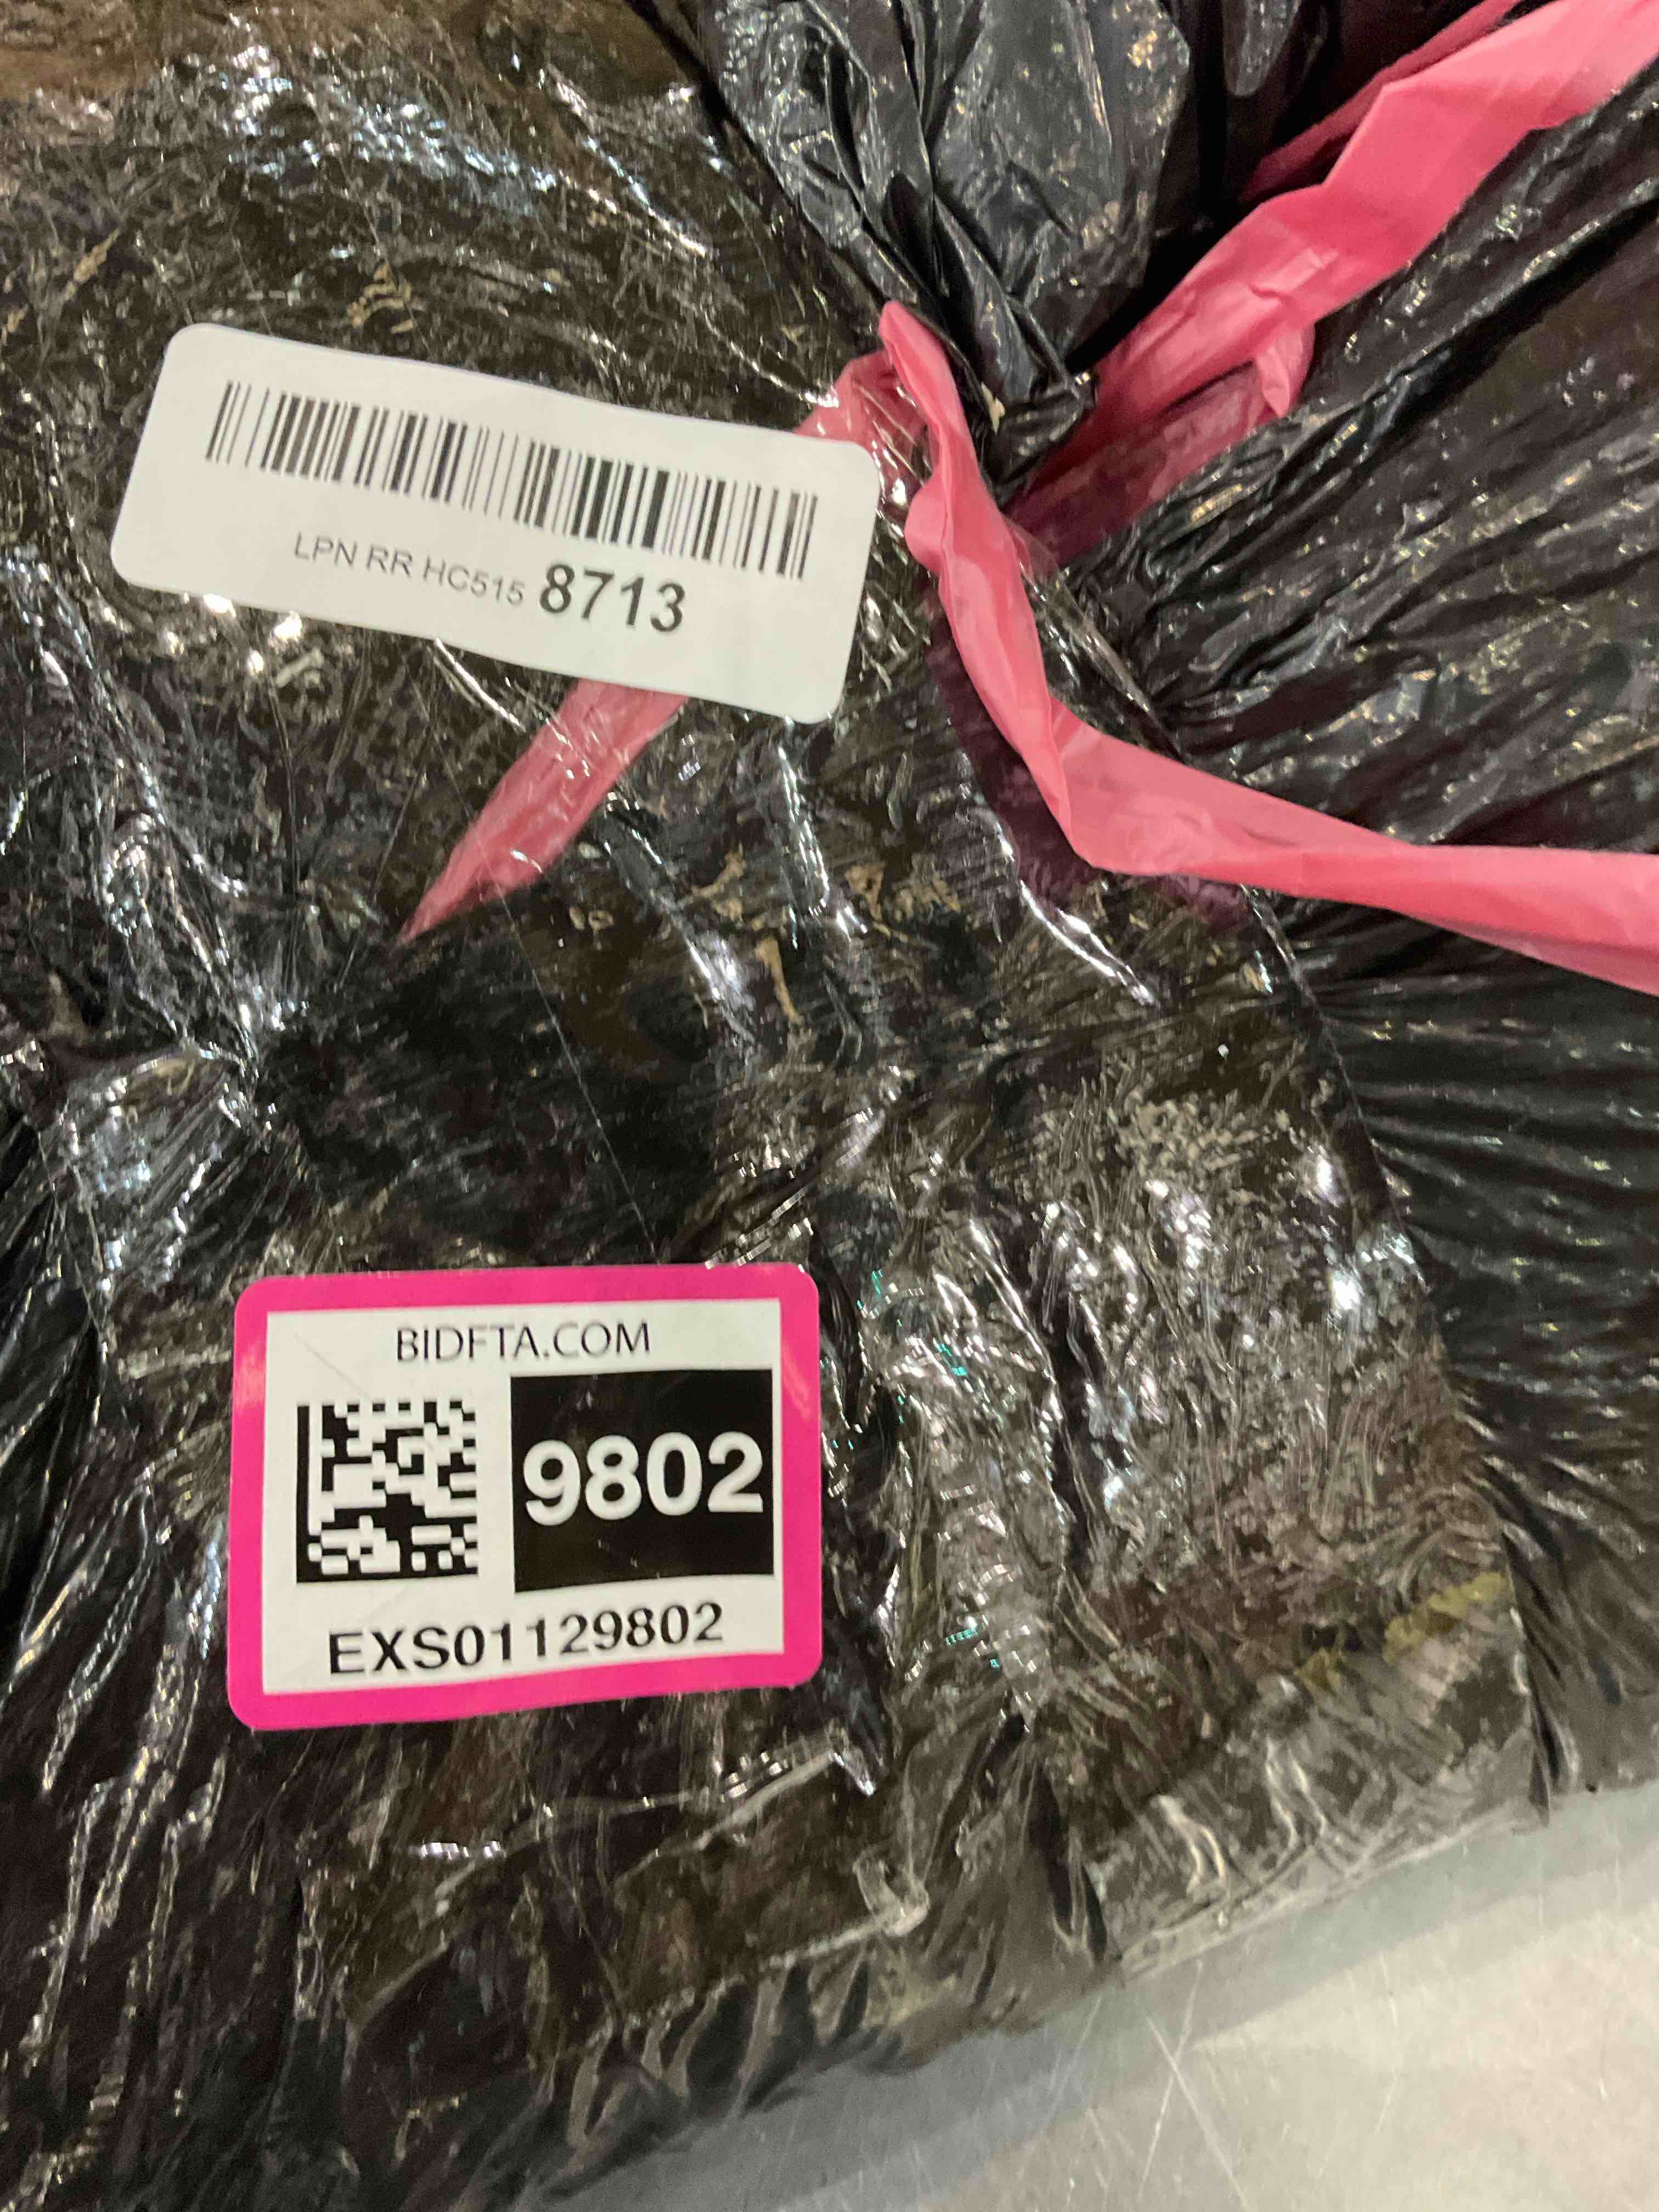 LPN RR HC515 8713
BIDFTA.COM
9802
EXS01129802